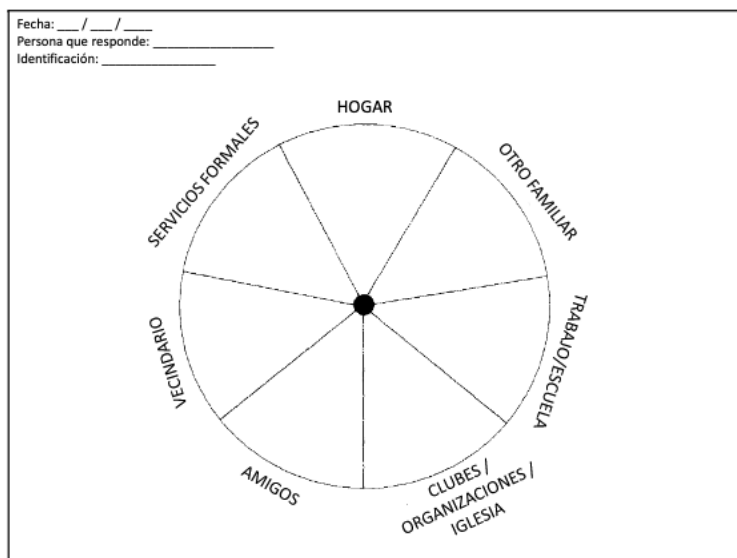 Fecha: ___ / ___ / ____
Persona que responde: _________________
Identificación: ________________
HOGAR
OTRO FAMILIAR
TRABAJO/ESCUELA
CLUBES /
ORGANIZACIONES /
IGLESIA
AMIGOS
VECINDARIO
SERVICIOS FORMALES